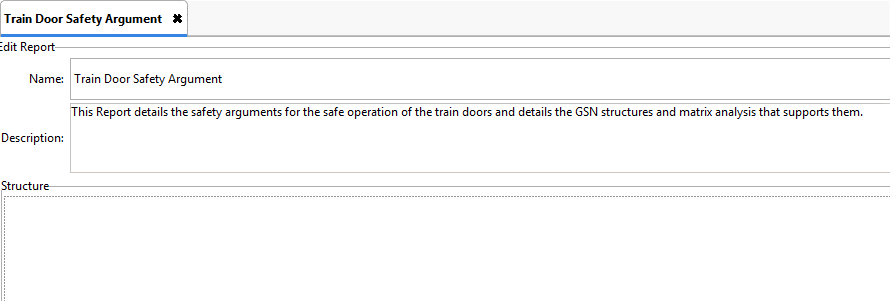 Train Door Safety Argument ✖
Edit Report
Name: Train Door Safety Argument
This Report details the safety arguments for the safe operation of the train doors and details the GSN structures and matrix analysis that supports them.
Description:
Structure